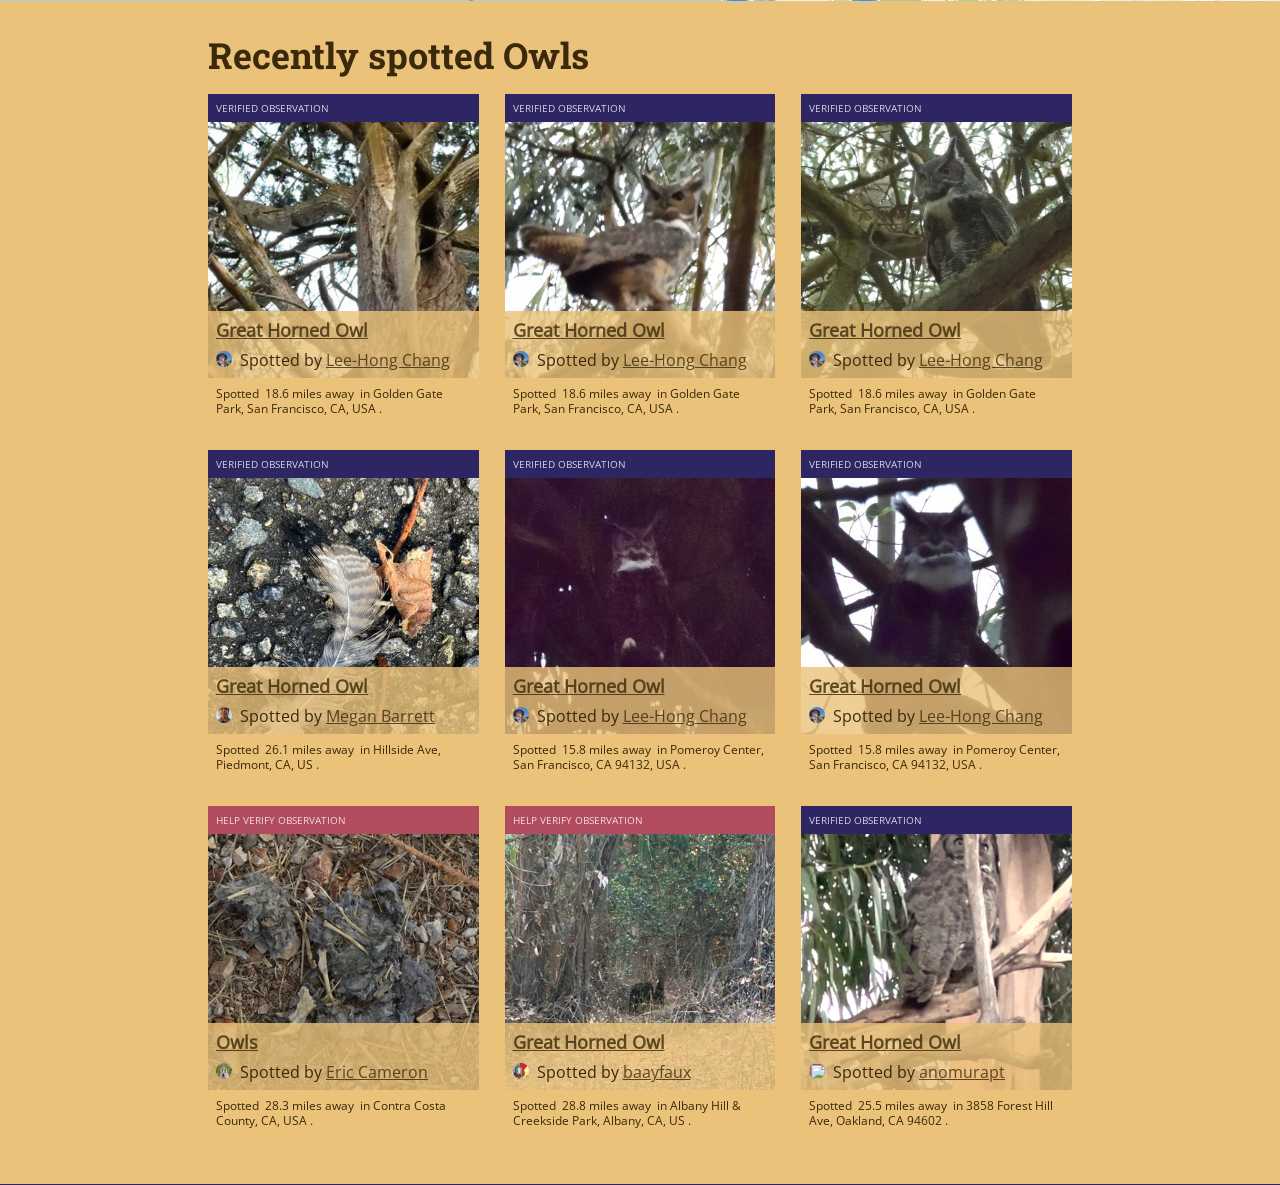 Recently spotted Owls
VERIFIED OBSERVATION
Great Horned Owl
Spotted by Lee-Hong Chang
Spotted 18.6 miles away in Golden Gate
Park, San Francisco, CA, USA .
VERIFIED OBSERVATION
Great Horned Owl
Spotted by Lee-Hong Chang
Spotted 18.6 miles away in Golden Gate
Park, San Francisco, CA, USA .
VERIFIED OBSERVATION
Great Horned Owl
Spotted by Lee-Hong Chang
Spotted 18.6 miles away in Golden Gate
Park, San Francisco, CA, USA .
VERIFIED OBSERVATION
Great Horned Owl
Spotted by Megan Barrett
Spotted 26.1 miles away in Hillside Ave,
Piedmont, CA, US .
VERIFIED OBSERVATION
Great Horned Owl
Spotted by Lee-Hong Chang
Spotted 15.8 miles away in Pomeroy Center,
San Francisco, CA 94132, USA .
VERIFIED OBSERVATION
Great Horned Owl
Spotted by Lee-Hong Chang
Spotted 15.8 miles away in Pomeroy Center,
San Francisco, CA 94132, USA .
HELP VERIFY OBSERVATION
Owls
Spotted by Eric Cameron
Spotted 28.3 miles away in Contra Costa
County, CA, USA .
HELP VERIFY OBSERVATION
Great Horned Owl
Spotted by baayfaux
Spotted 28.8 miles away in Albany Hill &
Creekside Park, Albany, CA, US .
VERIFIED OBSERVATION
Great Horned Owl
Spotted by anomurapt
Spotted 25.5 miles away in 3858 Forest Hill
Ave, Oakland, CA 94602 .